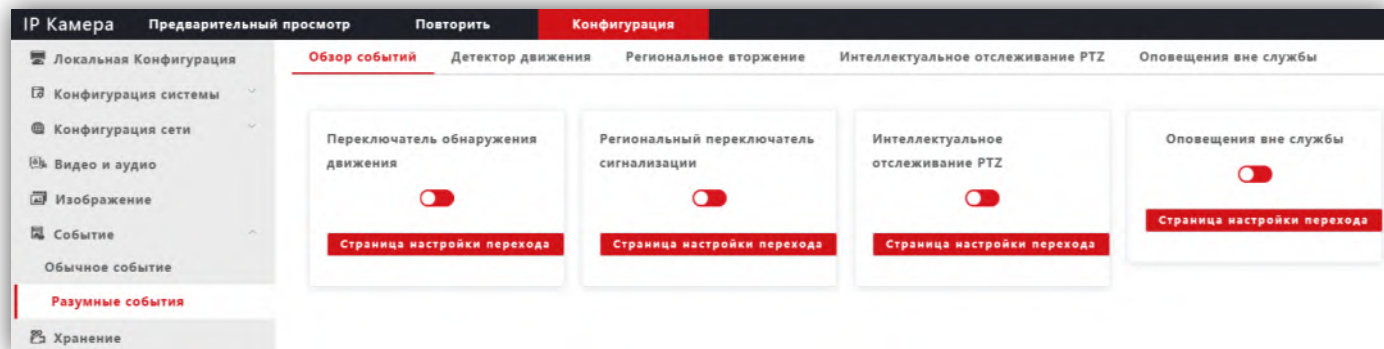 IP Камера Предварительный просмотр Повторить Конфигурация
Локальная Конфигурация
Конфигурация системы
Конфигурация сети
Видео и аудио
Изображение
Событие
Обычное событие
Разумные события
Хранение
Обзор событий Детектор движения Региональное вторжение Интеллектуальное отслеживание PTZ Оповещения вне службы
Переключатель обнаружения
движения
Страница настройки перехода
Региональный переключатель
сигнализации
Страница настройки перехода
Интеллектуальное
отслеживание PTZ
Страница настройки перехода
Оповещения вне службы
Страница настройки перехода